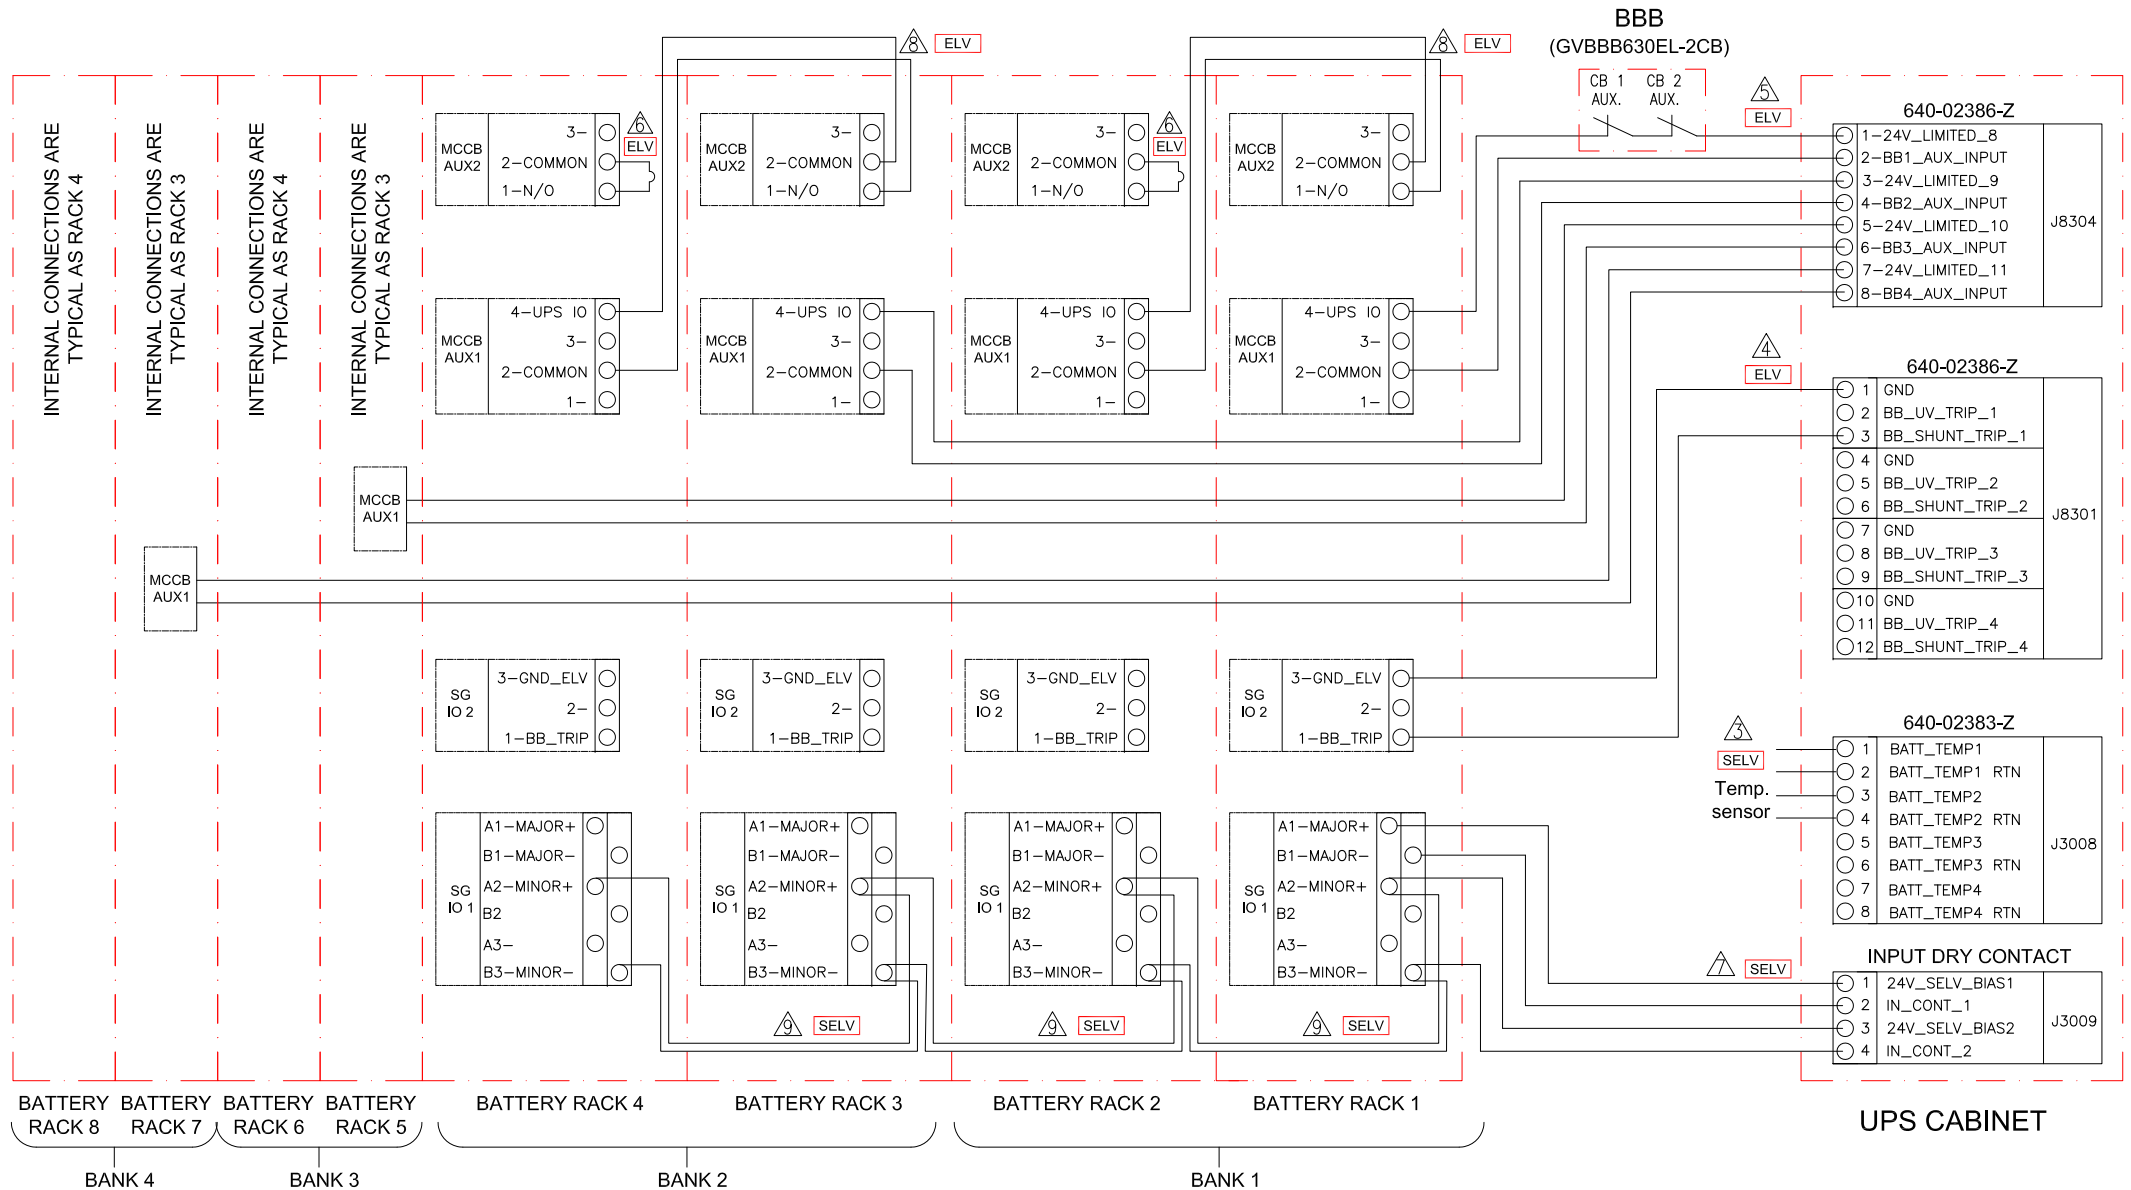 BBB
(GVBBB630EL-2CB)
CB 1
AUX.
CB 2
AUX.
8
ELV
8
ELV
5
ELV
INTERNAL CONNECTIONS ARE
TYPICAL AS RACK 4
INTERNAL CONNECTIONS ARE
TYPICAL AS RACK 3
INTERNAL CONNECTIONS ARE
TYPICAL AS RACK 4
INTERNAL CONNECTIONS ARE
TYPICAL AS RACK 3
MCCB
AUX2
3-
2-COMMON
1-N/O
6
ELV
MCCB
AUX2
3-
2-COMMON
1-N/O
MCCB
AUX2
3-
2-COMMON
1-N/O
6
ELV
MCCB
AUX2
3-
2-COMMON
1-N/O
MCCB
AUX1
4-UPS IO
3-
2-COMMON
1-
MCCB
AUX1
4-UPS IO
3-
2-COMMON
1-
MCCB
AUX1
4-UPS IO
3-
2-COMMON
1-
MCCB
AUX1
4-UPS IO
3-
2-COMMON
1-
MCCB
AUX1
MCCB
AUX1
SG
IO 2
3-GND_ELV
2-
1-BB_TRIP
SG
IO 2
3-GND_ELV
2-
1-BB_TRIP
SG
IO 2
3-GND_ELV
2-
1-BB_TRIP
SG
IO 2
3-GND_ELV
2-
1-BB_TRIP
SG
IO 1
A1-MAJOR+
B1-MAJOR-
A2-MINOR+
B2
A3-
B3-MINOR-
SG
IO 1
A1-MAJOR+
B1-MAJOR-
A2-MINOR+
B2
A3-
B3-MINOR-
SG
IO 1
A1-MAJOR+
B1-MAJOR-
A2-MINOR+
B2
A3-
B3-MINOR-
SG
IO 1
A1-MAJOR+
B1-MAJOR-
A2-MINOR+
B2
A3-
B3-MINOR-
9
SELV
9
SELV
9
SELV
640-02386-Z
1-24V_LIMITED_8
2-BB1_AUX_INPUT
3-24V_LIMITED_9
4-BB2_AUX_INPUT
5-24V_LIMITED_10
6-BB3_AUX_INPUT
7-24V_LIMITED_11
8-BB4_AUX_INPUT
J8304
4
ELV
640-02386-Z
1 GND
2 BB_UV_TRIP_1
3 BB_SHUNT_TRIP_1
4 GND
5 BB_UV_TRIP_2
6 BB_SHUNT_TRIP_2
7 GND
8 BB_UV_TRIP_3
9 BB_SHUNT_TRIP_3
10 GND
11 BB_UV_TRIP_4
12 BB_SHUNT_TRIP_4
J8301
3
SELV
Temp.
sensor
640-02383-Z
1 BATT_TEMP1
2 BATT_TEMP1 RTN
3 BATT_TEMP2
4 BATT_TEMP2 RTN
5 BATT_TEMP3
6 BATT_TEMP3 RTN
7 BATT_TEMP4
8 BATT_TEMP4 RTN
J3008
7
SELV
INPUT DRY CONTACT
1 24V_SELV_BIAS1
2 IN_CONT_1
3 24V_SELV_BIAS2
4 IN_CONT_2
J3009
BATTERY
RACK 8
BATTERY
RACK 7
BATTERY
RACK 6
BATTERY
RACK 5
BATTERY RACK 4
BATTERY RACK 3
BATTERY RACK 2
BATTERY RACK 1
UPS CABINET
BANK 4
BANK 3
BANK 2
BANK 1